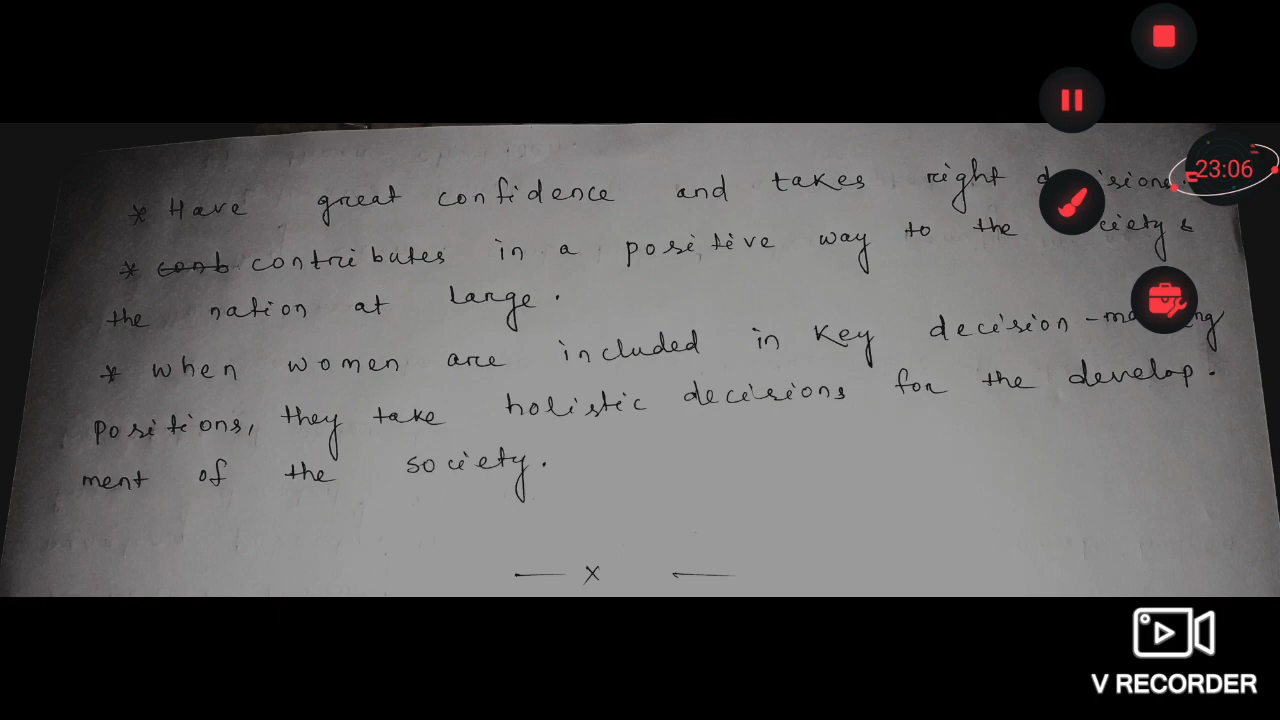 * Have great confidence and takes right
* contributes in a positive way to the &
the nation at large.
* when women are included in key decision -
positions, they take holistic decisions for the develop.
ment of the society.
— x —
23:06
V RECORDER